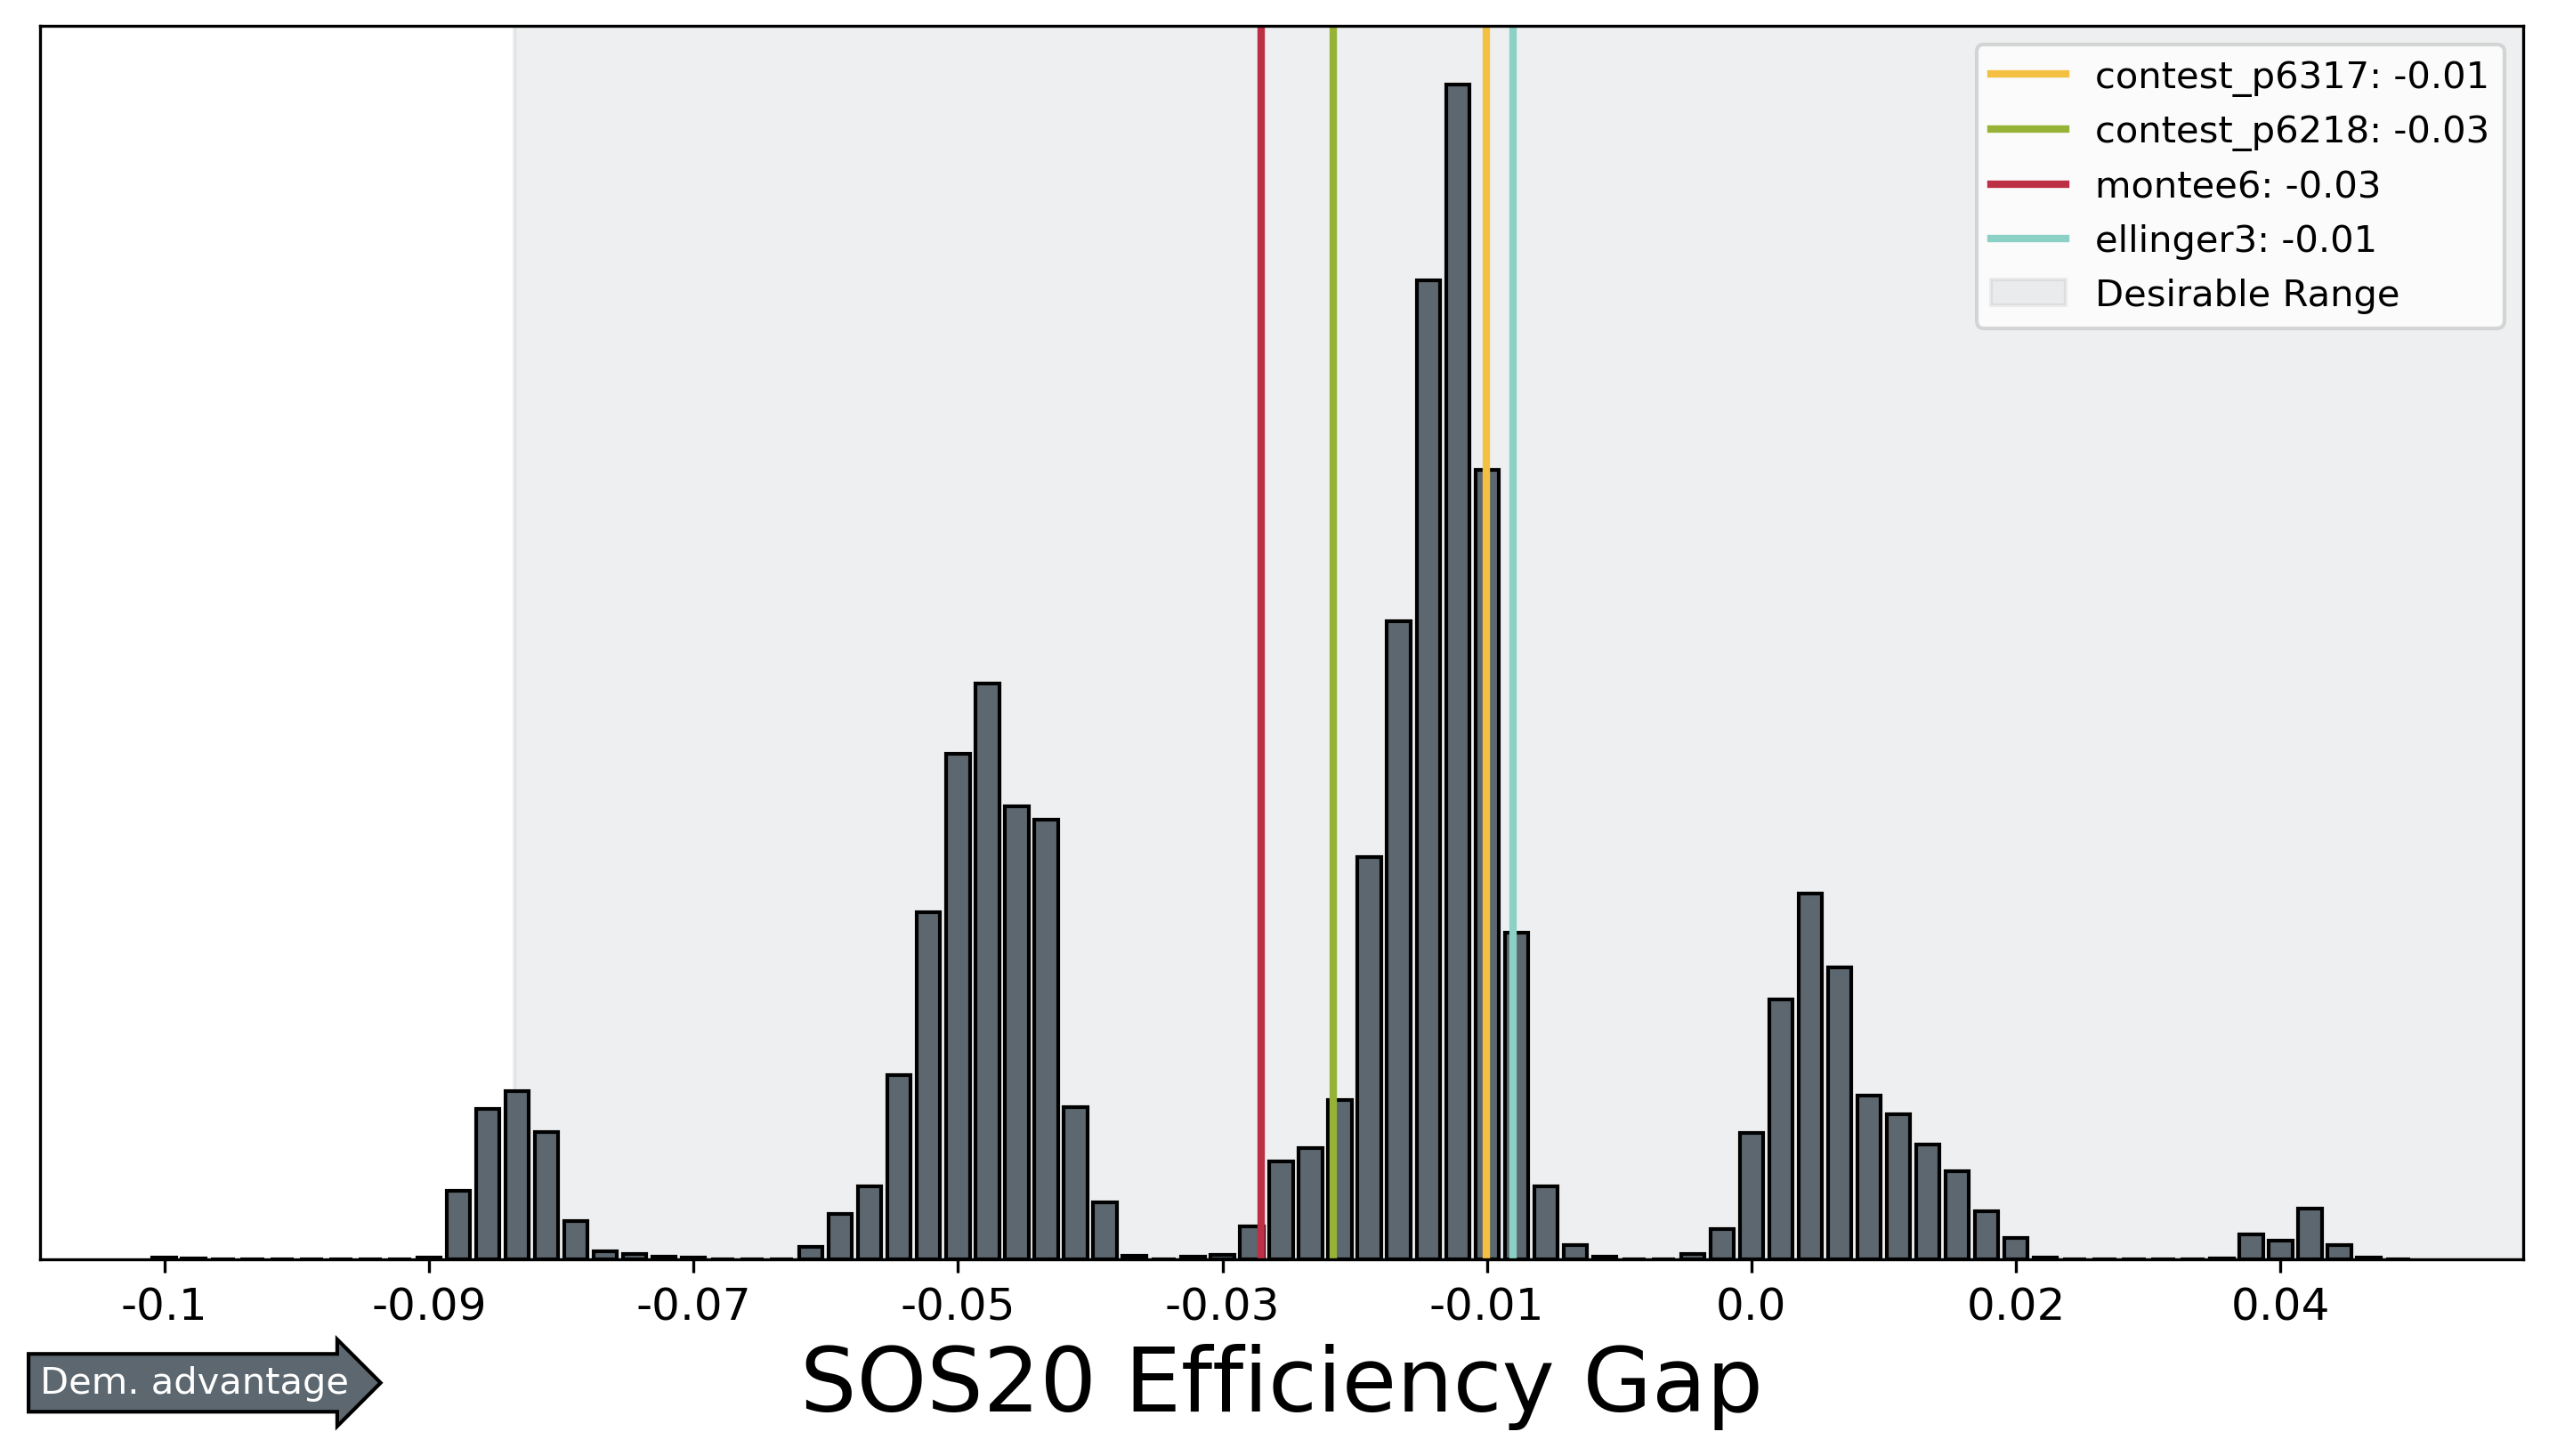 contest_p6317: -0.01
contest_p6218: -0.03
montee6: -0.03
ellinger3: -0.01
Desirable Range
-0.1 -0.09 -0.07 -0.05 -0.03 -0.01 0.0 0.02 0.04
Dem. advantage
SOS20 Efficiency Gap